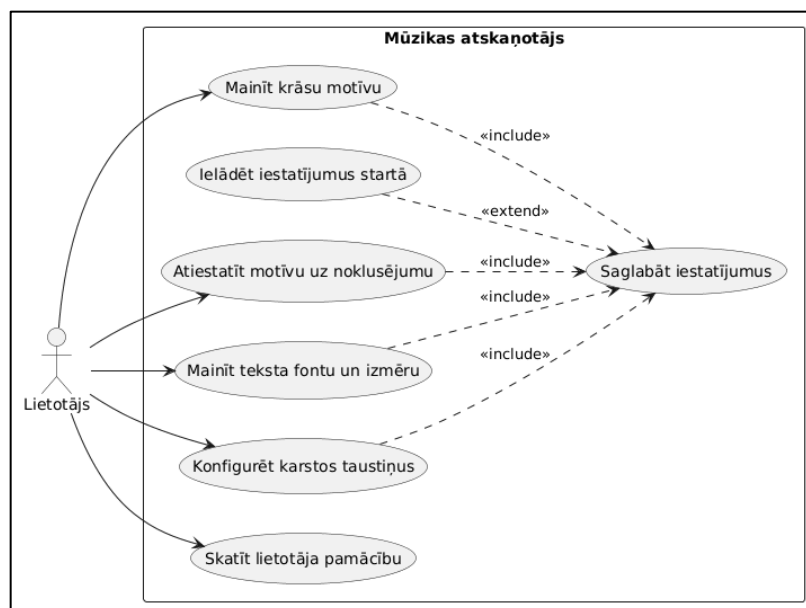 Mūzikas atskaņotājs
Mainīt krāsu motīvu
«include»
Ielādēt iestatījumus startā
«extend»
Atiestatīt motīvu uz noklusējumu
«include»
Saglabāt iestatījumus
«include»
Mainīt teksta fontu un izmēru
«include»
Lietotājs
Konfigurēt karstos taustiņus
Skatīt lietotāja pamācību